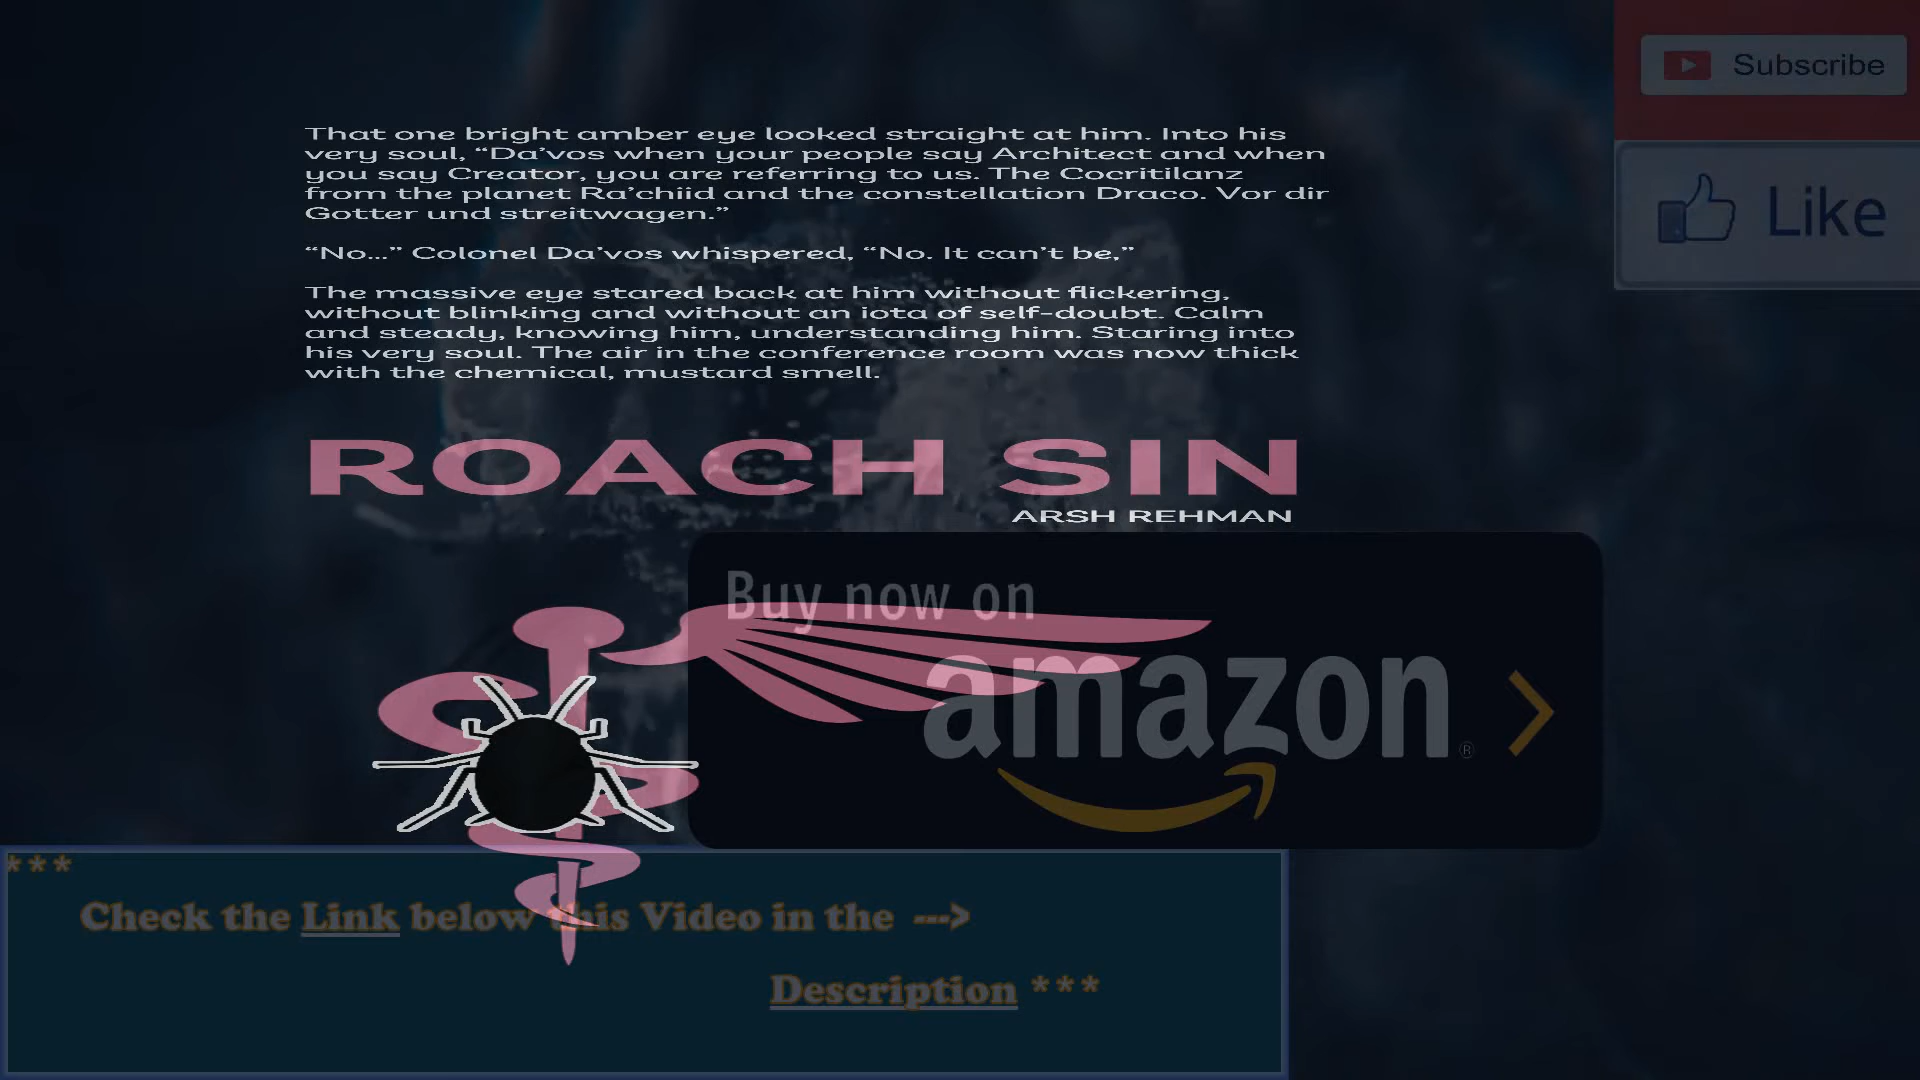 That one bright amber eye looked straight at him. Into his
very soul, “Da’vos when your people say Architect and when
you say Creator, you are referring to us. The Cocritilanz
from the planet Ra’chiid and the constellation Draco. Vor dir
Gotter und streitwagen.”
“No...” Colonel Da’vos whispered, “No. It can’t be,”
The massive eye stared back at him without flickering,
without blinking and without an iota of self-doubt. Calm
and steady, knowing him, understanding him. Staring into
his very soul. The air in the conference room was now thick
with the chemical, mustard smell.
ROACH SIN
ARSH REHMAN
Subscribe
Like
Buy now on
amazon
®
***
Check the Link below this Video in the --->
Description ***